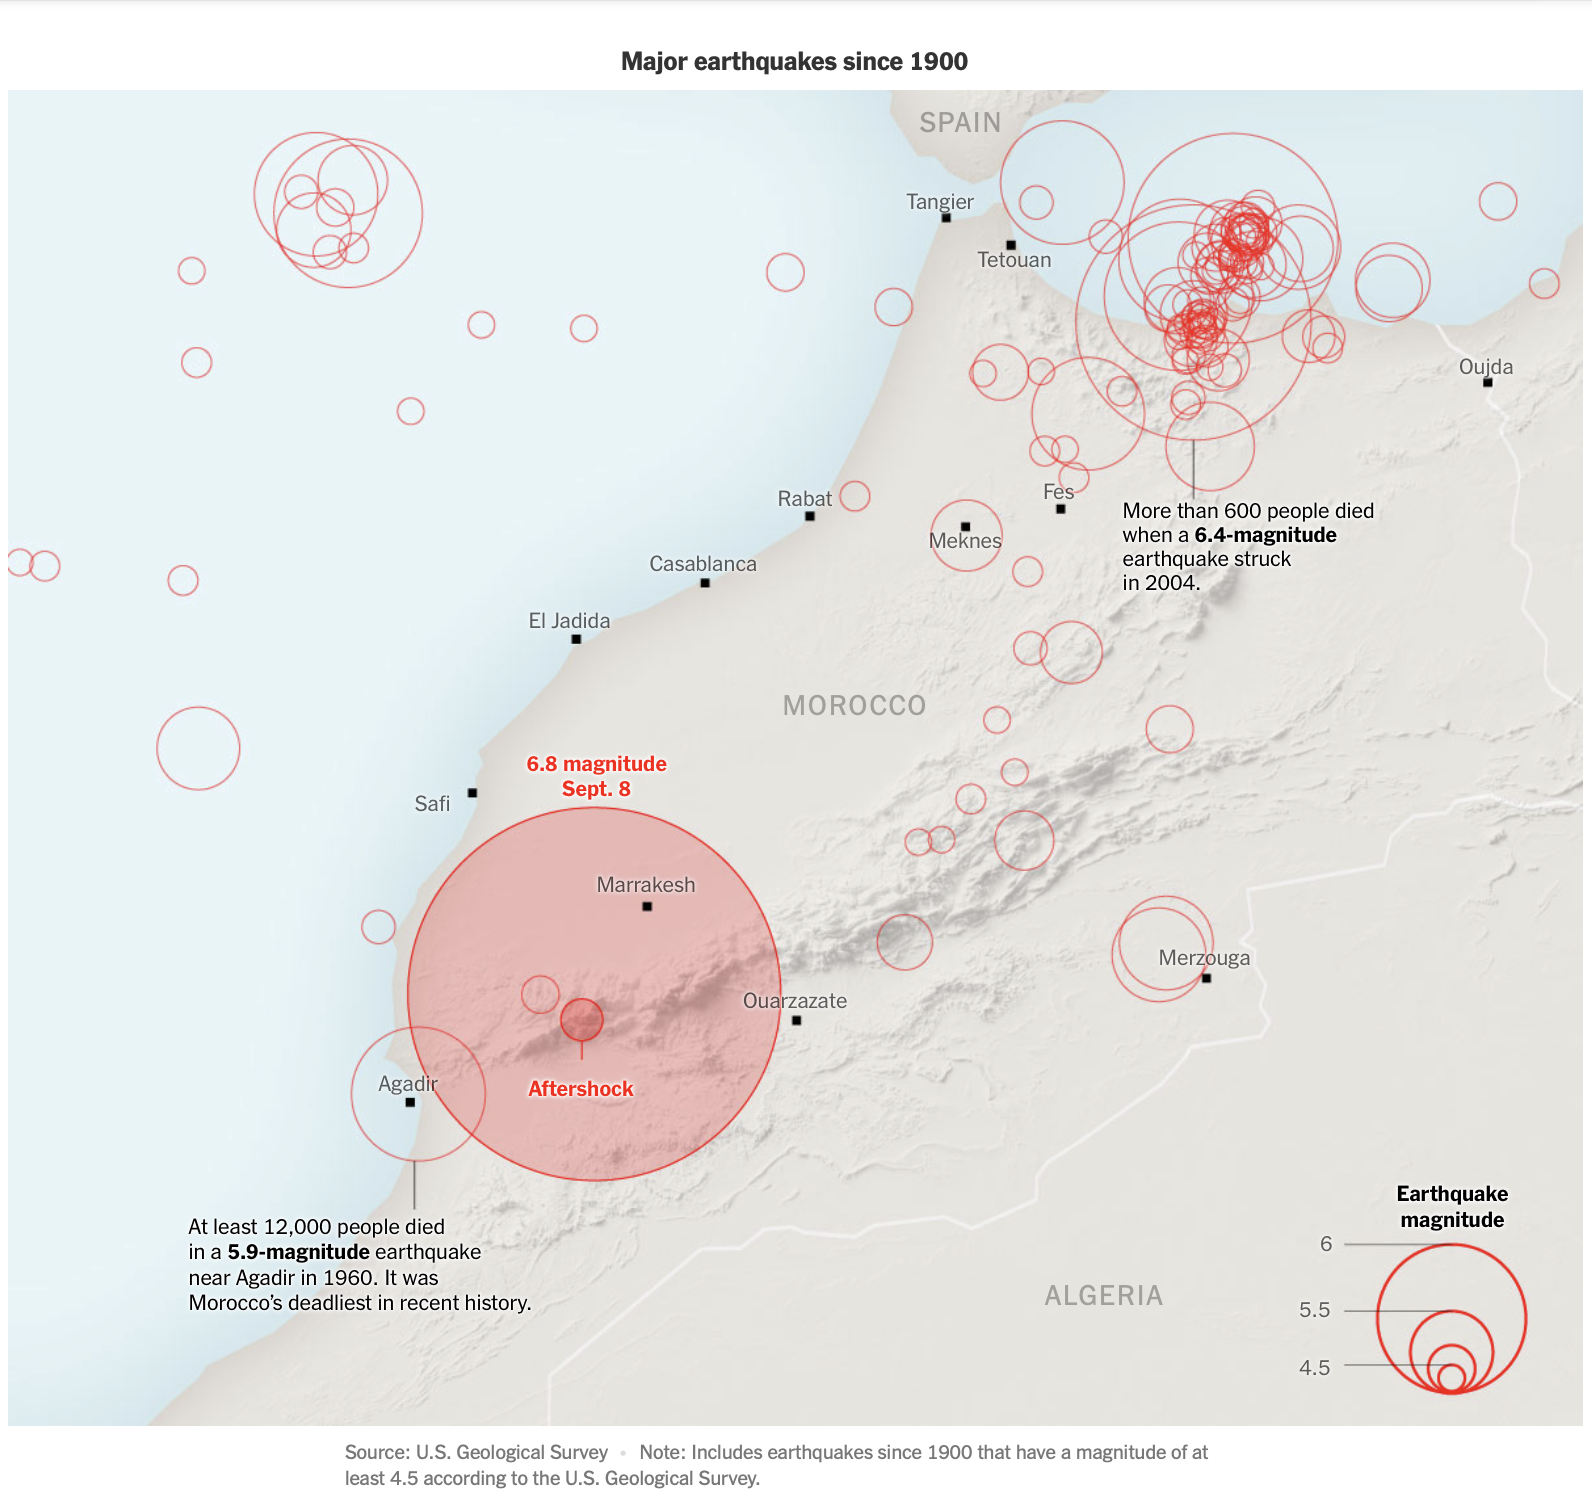 Major earthquakes since 1900
SPAIN
Tangier
Tetouan
Oujda
Rabat
Fes
Meknes
More than 600 people died
when a 6.4-magnitude
earthquake struck
in 2004.
Casablanca
El Jadida
MOROCCO
6.8 magnitude
Sept. 8
Safi
Marrakesh
Merzouga
Ouarzazate
Agadir
Aftershock
At least 12,000 people died
in a 5.9-magnitude earthquake
near Agadir in 1960. It was
Morocco’s deadliest in recent history.
ALGERIA
Earthquake
magnitude
6
5.5
4.5
Source: U.S. Geological Survey • Note: Includes earthquakes since 1900 that have a magnitude of at
least 4.5 according to the U.S. Geological Survey.